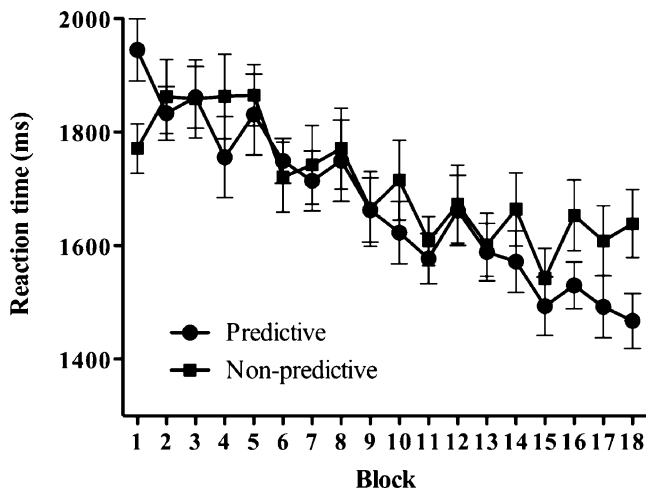 2000
1800
1600
1400
Reaction time (ms)
Predictive
Non-predictive
1 2 3 4 5 6 7 8 9 10 11 12 13 14 15 16 17 18
Block